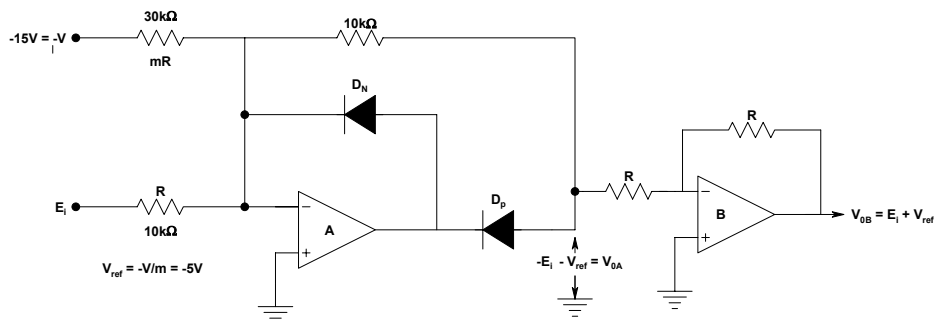 30kΩ
10kΩ
-15V = -V
mR
D_N
R
R
R
E_i
10kΩ
A
D_p
B
V_0B = E_i + V_ref
V_ref = -V/m = -5V
-E_i - V_ref = V_0A